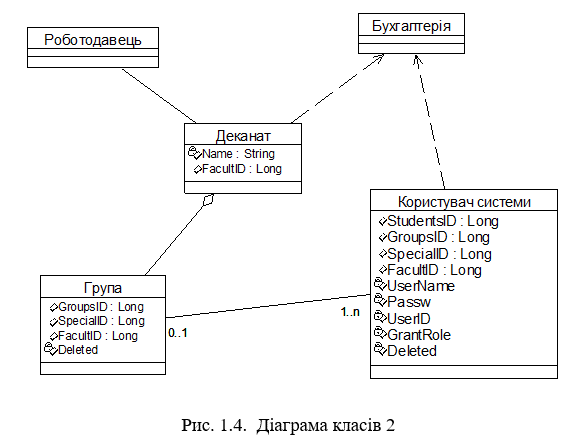 Роботодавець
Бухгалтерія
Деканат
Name : String
FacultID : Long
Користувач системи
StudentsID : Long
GroupsID : Long
SpecialID : Long
FacultID : Long
UserName
Passw
UserID
GrantRole
Deleted
Група
GroupsID : Long
SpecialID : Long
FacultID : Long
Deleted
0..1
1..n
Рис. 1.4. Діаграма класів 2